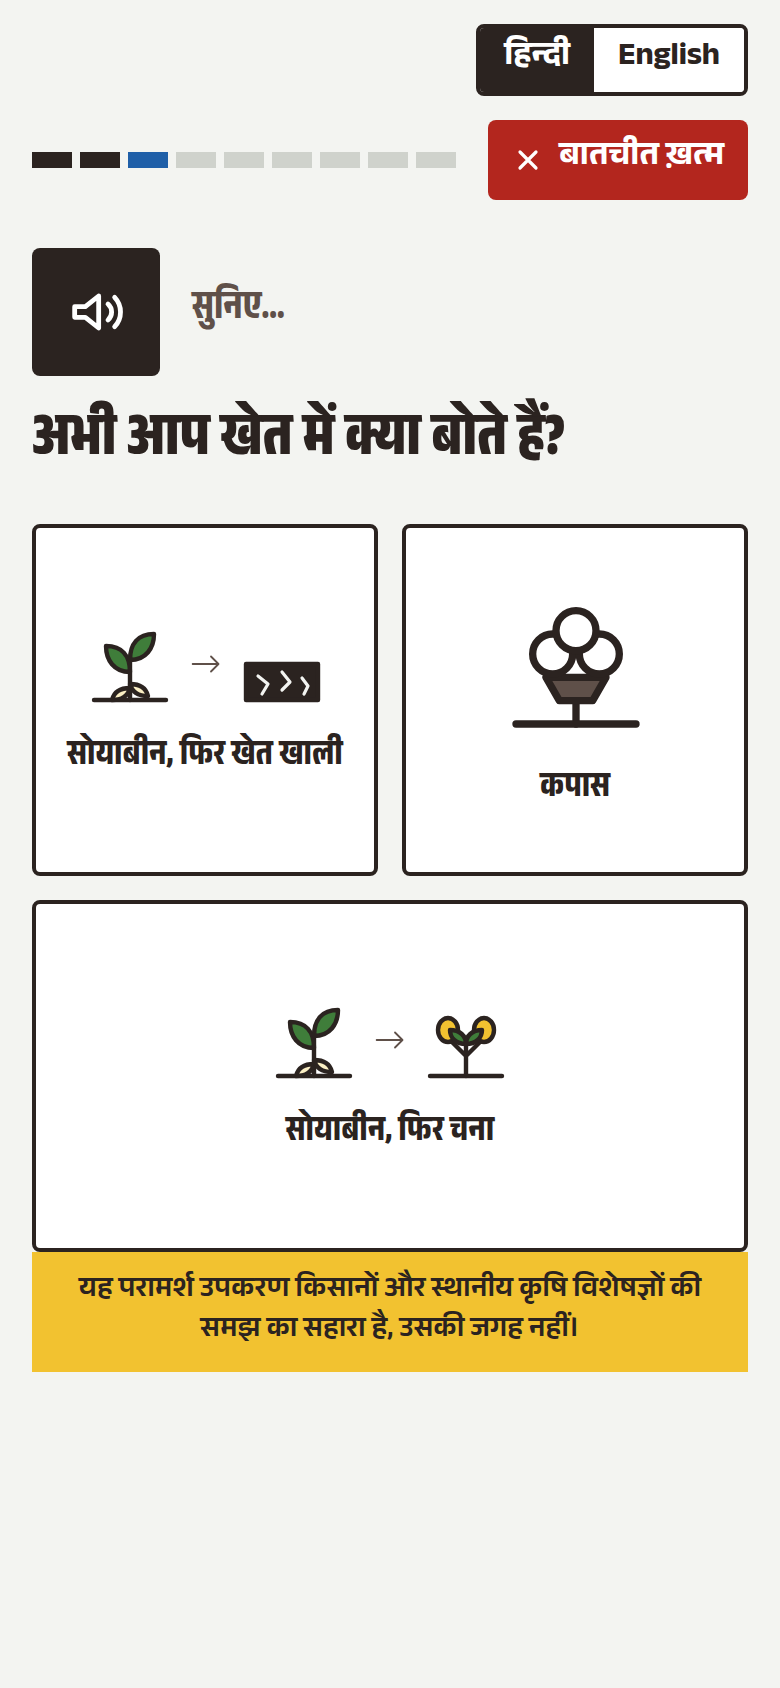 हिन्दी English
बातचीत ख़त्म
सुनिए...
अभी आप खेत में क्या बोते हैं?
सोयाबीन, फिर खेत खाली
कपास
सोयाबीन, फिर चना
यह परामर्श उपकरण किसानों और स्थानीय कृषि विशेषज्ञों की
समझ का सहारा है, उसकी जगह नहीं।